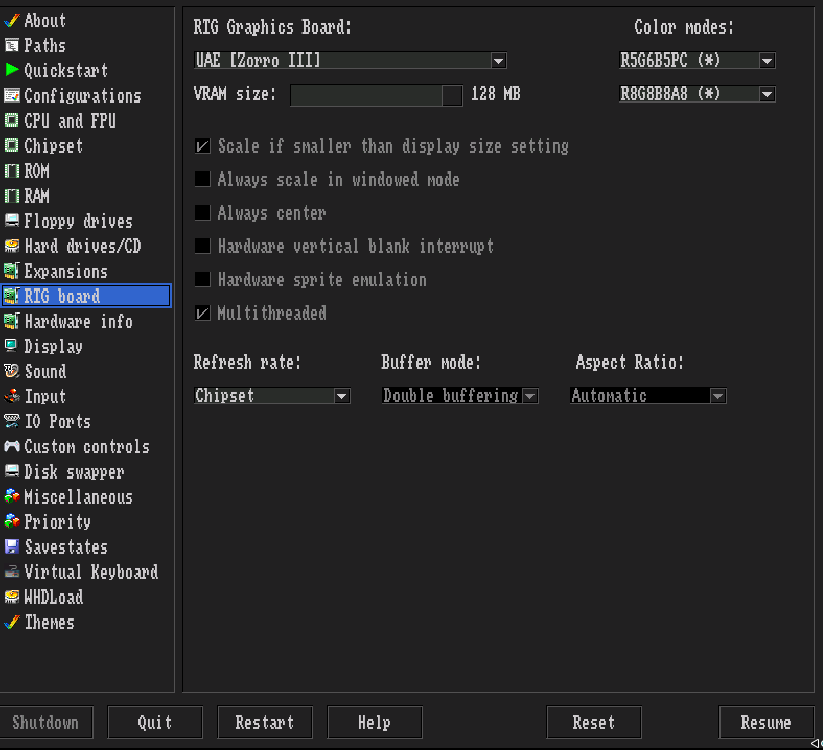 About
Paths
Quickstart
Configurations
CPU and FPU
Chipset
ROM
RAM
Floppy drives
Hard drives/CD
Expansions
RTG board
Hardware info
Display
Sound
Input
IO Ports
Custom controls
Disk swapper
Miscellaneous
Priority
Savestates
Virtual Keyboard
WHDLoad
Themes
RTG Graphics Board:
Color modes:
UAE [Zorro III]
R5G6B5PC (*)
VRAM size:
128 MB
R8G8B8A8 (*)
Scale if smaller than display size setting
Always scale in windowed mode
Always center
Hardware vertical blank interrupt
Hardware sprite emulation
Multithreaded
Refresh rate:
Buffer mode:
Aspect Ratio:
Chipset
Double buffering
Automatic
Shutdown
Quit
Restart
Help
Reset
Resume